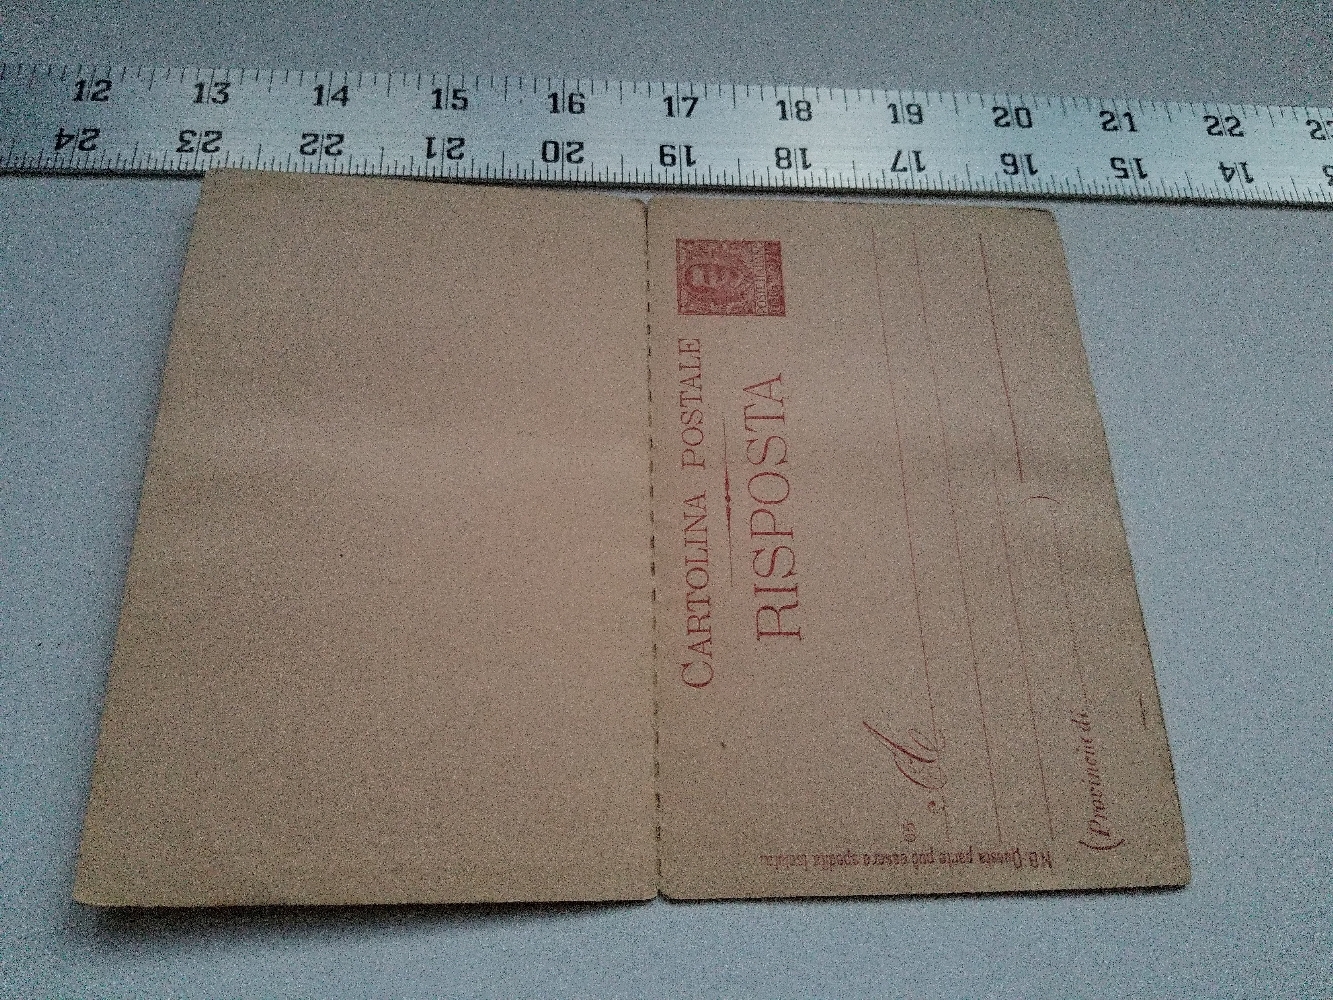 12 13 14 15 16 17 18 19 20 21 22
24 23 22 21 20 19 18 17 16 15 14
CARTOLINA POSTALE
RISPOSTA
A
(Provincia di
N.B. Questa parte può essere spedita